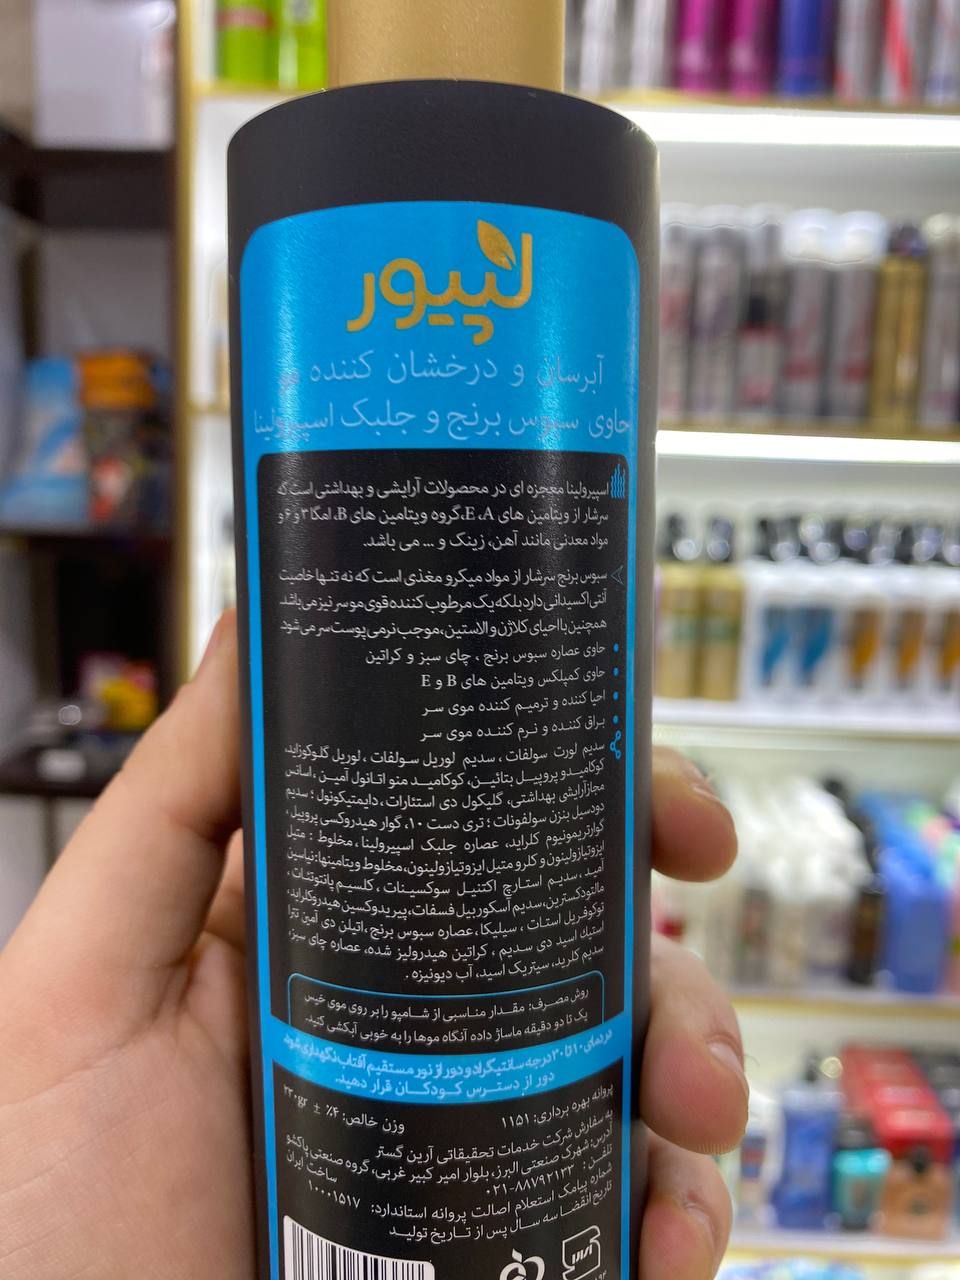 لپیور
آبرسان و درخشان کننده مو
حاوی سبوس برنج و جلبک اسپیرولینا
اسپیرولینا معجزه ای در محصولات آرایشی و بهداشتی است که
سرشار از ویتامین های E،A،گروه ویتامین های B، امگا ۳ و ۶ و
مواد معدنی مانند آهن، زینک و ... می باشد.
سبوس برنج سرشار از مواد میکرو مغذی است که نه تنها خاصیت
آنتی اکسیدانی دارد بلکه یک مرطوب کننده قوی مو سر نیز می باشد.
همچنین با احیای کلاژن و الاستین، موجب نرمی پوست سر می شود.
• حاوی عصاره سبوس برنج ، چای سبز و کراتین
• حاوی کمپلکس ویتامین های B و E
• احیا کننده و ترمیم کننده موی سر
• براق کننده و نرم کننده موی سر
سدیم لورت سولفات ، سدیم لوریل سولفات ، لوریل گلوکوزاید،
کوکامیدو پروپیل بتائین، کوکامید منو اتانول آمین ، اسانس
مجاز آرایشی بهداشتی، گلیکول دی استئارات ، دایمتیکونول ؛ سدیم
دودسیل بنزن سولفونات ؛ تری دست ۱۰، گوار هیدروکسی پروپیل
کوارتریمونیوم کلراید، عصاره جلبک اسپیرولینا ، مخلوط : متیل
ایزوتیازولینون و کلرو متیل ایزوتیازولینون، مخلوط ویتامینها: نیاسین
آمید ، سدیم استارچ اکتنیل سوکسینات ، کلسیم پانتوتنات ،
مالتودکسترین، سدیم آسکوربیل فسفات، پیریدوکسین هیدروکلراید،
توکوفریل استات ، سیلیکا، عصاره سبوس برنج ،اتیلن دی آمین تترا
استیک اسید دی سدیم ، کراتین هیدرولیز شده، عصاره چای سبز،
سدیم کلرید، سیتریک اسید، آب دیونیزه .
روش مصرف: مقدار مناسبی از شامپو را بر روی موی خیس
یک تا دو دقیقه ماساژ داده آنگاه موها را به خوبی آبکشی کنید.
در دمای ۱۰ تا ۳۰ درجه سانتیگراد و دور از نور مستقیم آفتاب نگهداری شود.
دور از دسترس کودکان قرار دهید.
پروانه بهره برداری: ۱۱۵۱
وزن خالص: ۴٪ ± ۳۳۰gr
به سفارش شرکت خدمات تحقیقاتی آرین گستر
آدرس: شهرک صنعتی البرز، بلوار امیر کبیر غربی، گروه صنعتی پاکشو
تلفن: ۸۸۷۹۲۱۲۳-۰۲۱
ساخت ایران
شماره پیامک استعلام اصالت پروانه استاندارد: ۱۰۰۰۱۵۱۷
تاریخ انقضا سه سال پس از تاریخ تولید